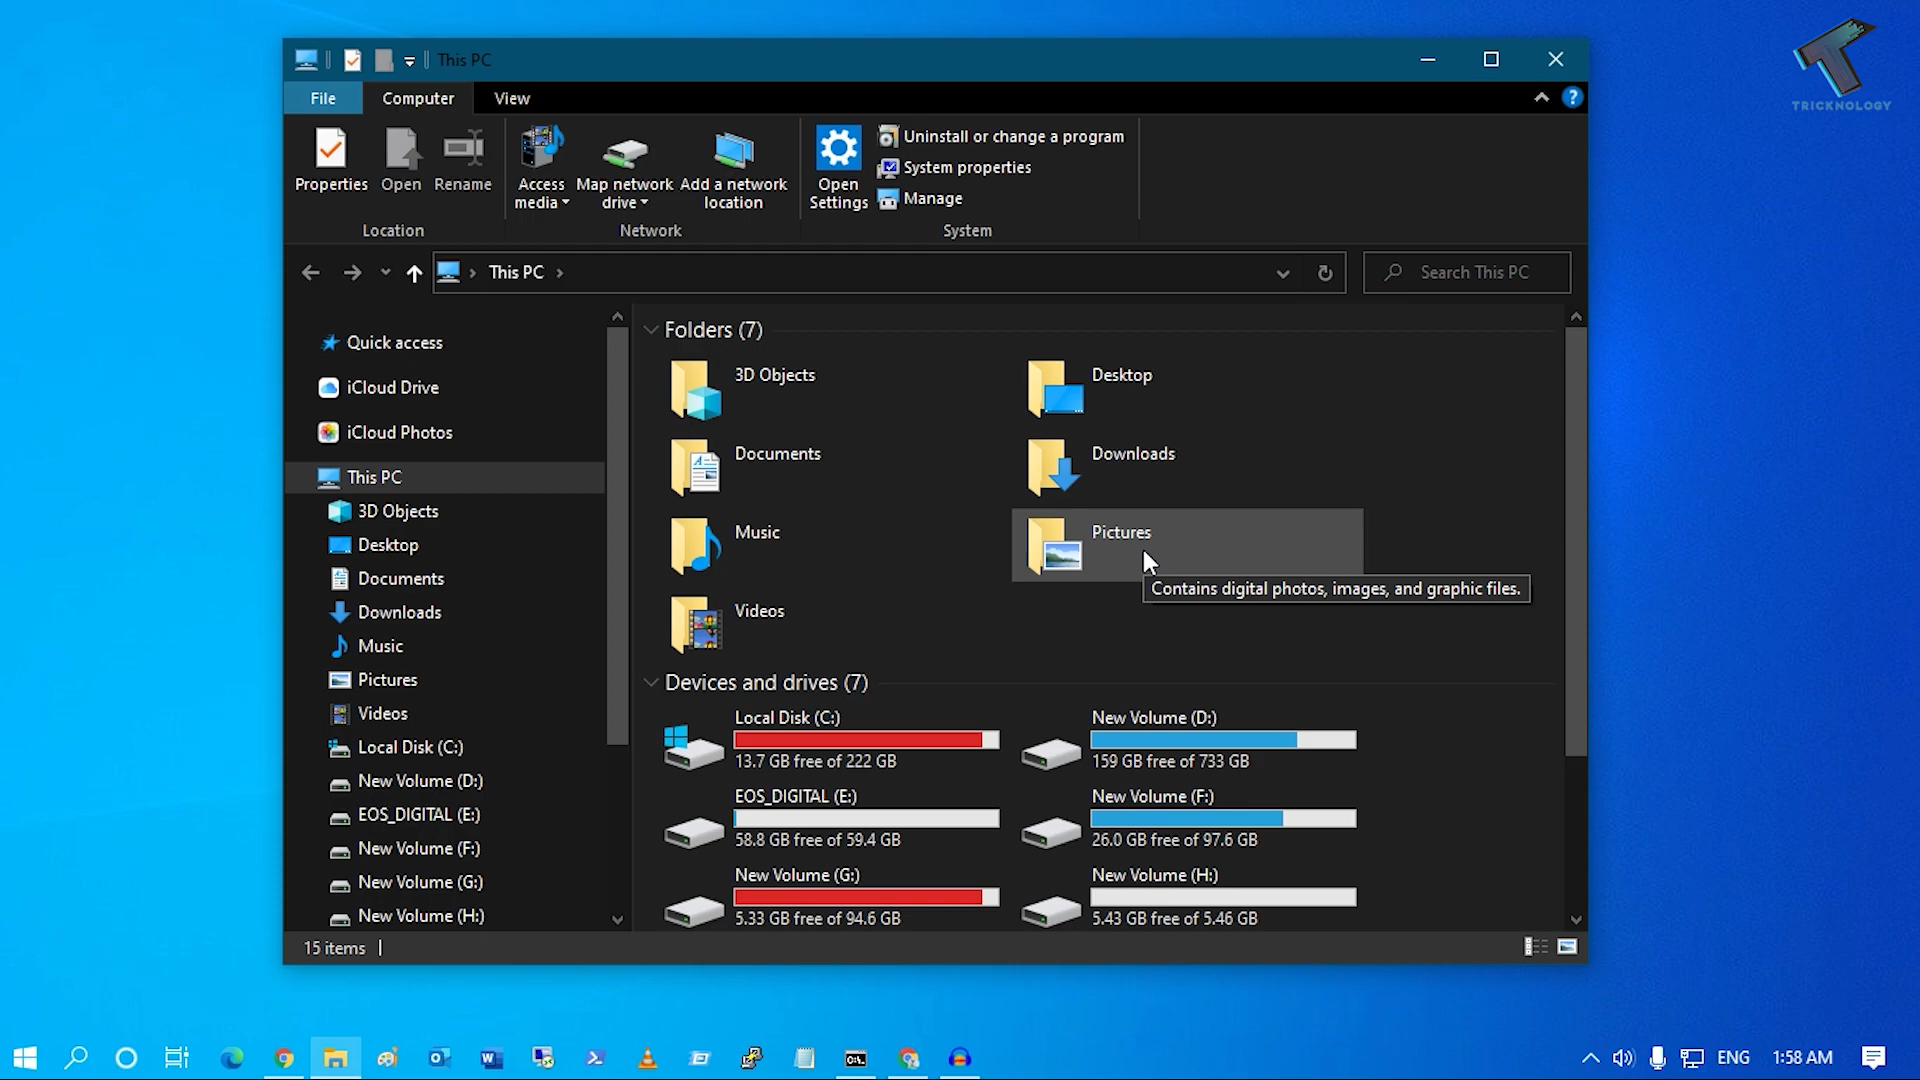 This PC
TRICKNOLOGY
File Computer View
Properties Open Rename
Access media
Map network drive
Add a network location
Open Settings
Uninstall or change a program
System properties
Manage
Location Network System
This PC
Search This PC
Quick access
iCloud Drive
iCloud Photos
This PC
3D Objects
Desktop
Documents
Downloads
Music
Pictures
Videos
Local Disk (C:)
New Volume (D:)
EOS_DIGITAL (E:)
New Volume (F:)
New Volume (G:)
New Volume (H:)
Folders (7)
3D Objects
Desktop
Documents
Downloads
Music
Pictures
Contains digital photos, images, and graphic files.
Videos
Devices and drives (7)
Local Disk (C:)
13.7 GB free of 222 GB
New Volume (D:)
159 GB free of 733 GB
EOS_DIGITAL (E:)
58.8 GB free of 59.4 GB
New Volume (F:)
26.0 GB free of 97.6 GB
New Volume (G:)
5.33 GB free of 94.6 GB
New Volume (H:)
5.43 GB free of 5.46 GB
15 items
ENG
1:58 AM